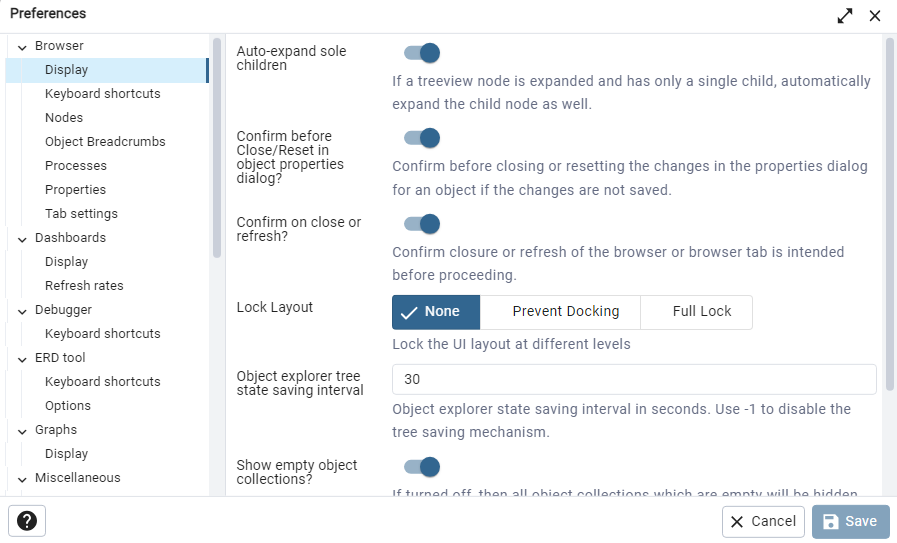 Preferences
Browser
Display
Keyboard shortcuts
Nodes
Object Breadcrumbs
Processes
Properties
Tab settings
Dashboards
Display
Refresh rates
Debugger
Keyboard shortcuts
ERD tool
Keyboard shortcuts
Options
Graphs
Display
Miscellaneous
Auto-expand sole
children
If a treeview node is expanded and has only a single child, automatically
expand the child node as well.
Confirm before
Close/Reset in
object properties
dialog?
Confirm before closing or resetting the changes in the properties dialog
for an object if the changes are not saved.
Confirm on close or
refresh?
Confirm closure or refresh of the browser or browser tab is intended
before proceeding.
Lock Layout
None Prevent Docking Full Lock
Lock the UI layout at different levels
Object explorer tree
state saving interval
30
Object explorer state saving interval in seconds. Use -1 to disable the
tree saving mechanism.
Show empty object
collections?
If turned off, then all object collections which are empty will be hidden
? Cancel Save